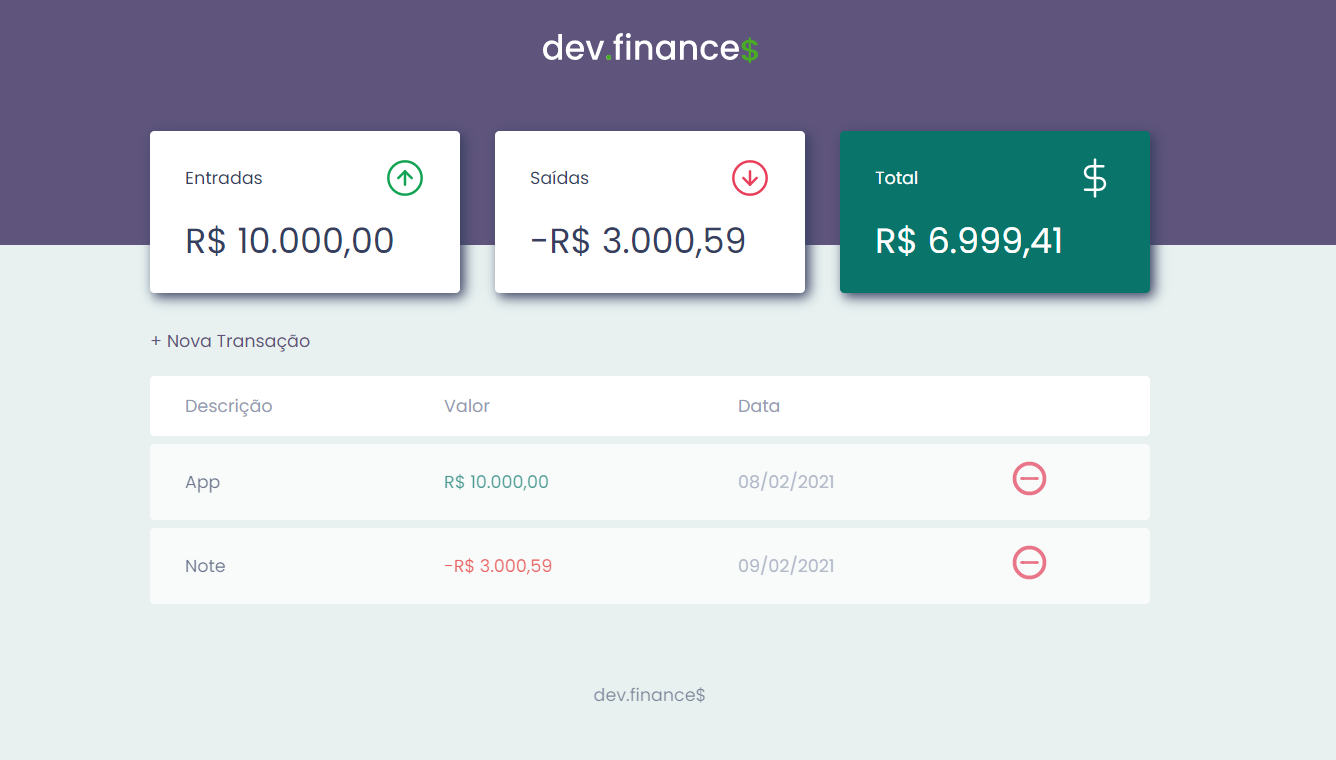 dev.finance$
Entradas
R$ 10.000,00
Saídas
-R$ 3.000,59
Total
$
R$ 6.999,41
+ Nova Transação
Descrição Valor Data
App R$ 10.000,00 08/02/2021
Note -R$ 3.000,59 09/02/2021
dev.finance$